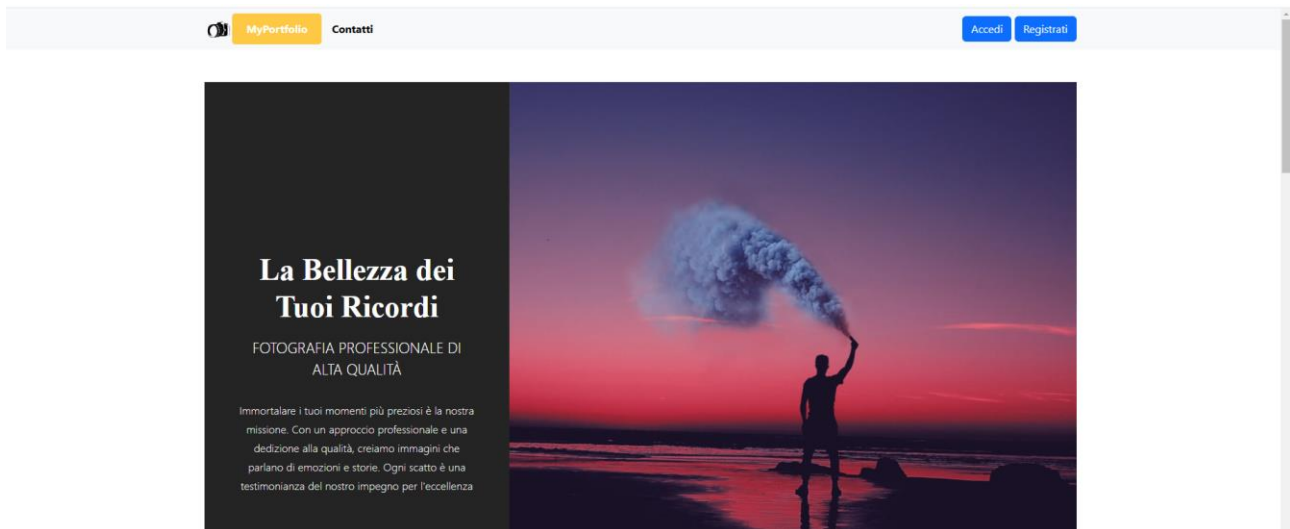 MyPortfolio Contatti Accedi Registrati
La Bellezza dei
Tuoi Ricordi
FOTOGRAFIA PROFESSIONALE DI
ALTA QUALITÀ
Immortalare i tuoi momenti più preziosi è la nostra
missione. Con un approccio professionale e una
dedizione alla qualità, creiamo immagini che
parlano di emozioni e storie. Ogni scatto è una
testimonianza del nostro impegno per l'eccellenza